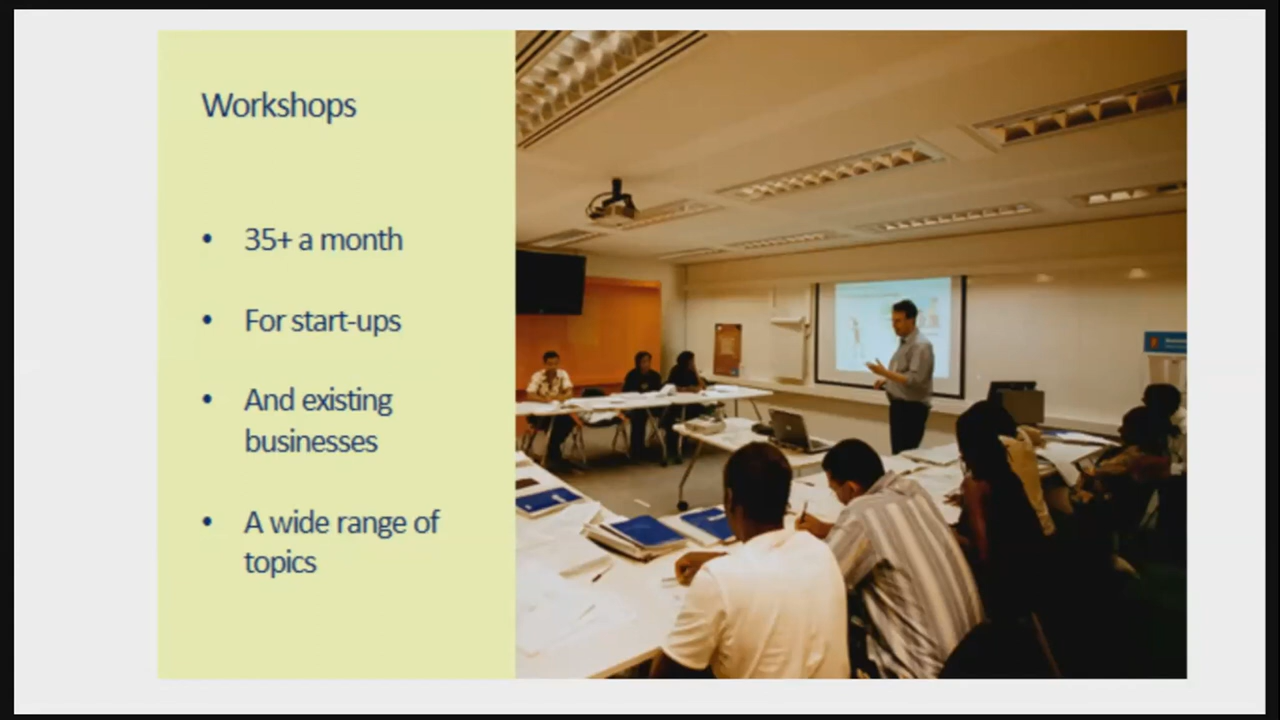 Workshops
• 35+ a month
• For start-ups
• And existing
businesses
• A wide range of
topics